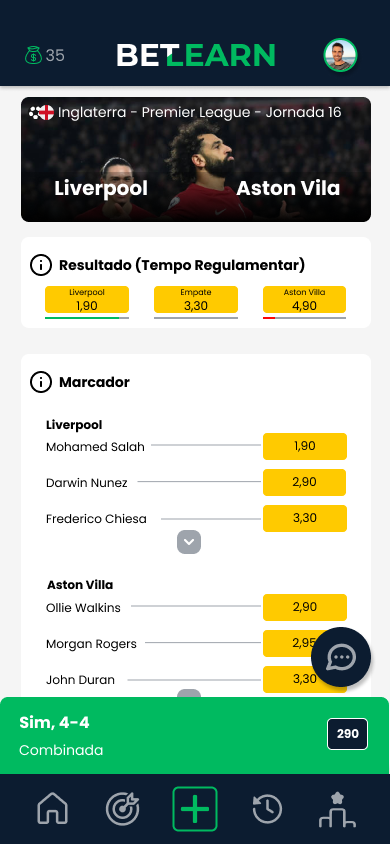 35
BETLEARN
Inglaterra - Premier League - Jornada 16
Liverpool
Aston Vila
Resultado (Tempo Regulamentar)
Liverpool
1,90
Empate
3,30
Aston Villa
4,90
Marcador
Liverpool
Mohamed Salah 1,90
Darwin Nunez 2,90
Frederico Chiesa 3,30
Aston Villa
Ollie Walkins 2,90
Morgan Rogers 2,95
John Duran 3,30
Sim, 4-4
Combinada
290